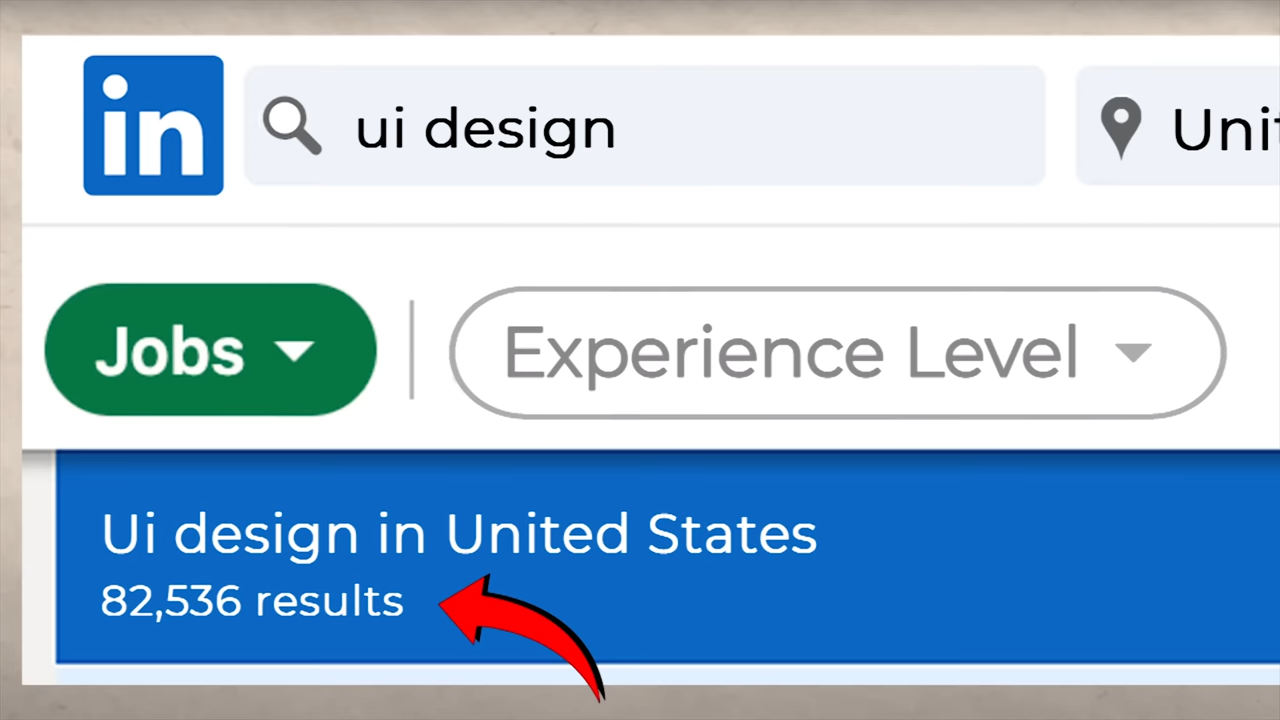 in
ui design
Unit
Jobs
Experience Level
Ui design in United States
82,536 results